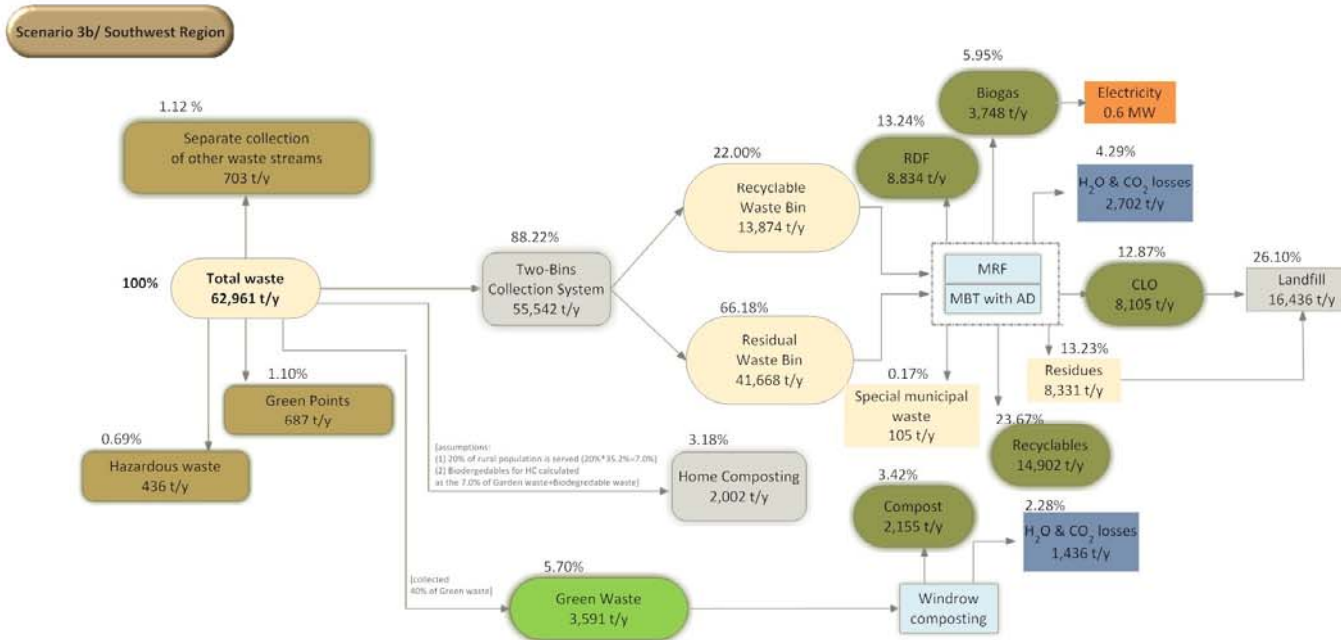 Scenario 3b/ Southwest Region
1.12 %
Separate collection
of other waste streams
703 t/y
100%
Total waste
62,961 t/y
1.10%
Green Points
687 t/y
0.69%
Hazardous waste
436 t/y
88.22%
Two-Bins
Collection System
55,542 t/y
22.00%
Recyclable
Waste Bin
13,874 t/y
66.18%
Residual
Waste Bin
41,668 t/y
[assumptions:
(1) 20% of rural population is served (20%*35.2%=7.0%)
(2) Biodergedables for HC calculated
at the 7.0% of Garden waste+Biodegredable waste]
3.18%
Home Composting
2,002 t/y
[collected
40% of Green waste]
5.70%
Green Waste
3,591 t/y
5.95%
Biogas
3,748 t/y
Electricity
0.6 MW
13.24%
RDF
8.834 t/y
4.29%
H₂O & CO₂ losses
2,702 t/y
MRF
MBT with AD
12.87%
CLO
8,105 t/y
26.10%
Landfill
16,436 t/y
13.23%
Residues
8,331 t/y
0.17%
Special municipal
waste
105 t/y
23.67%
Recyclables
14,902 t/y
3.42%
Compost
2,155 t/y
2.28%
H₂O & CO₂ losses
1,436 t/y
Windrow
composting